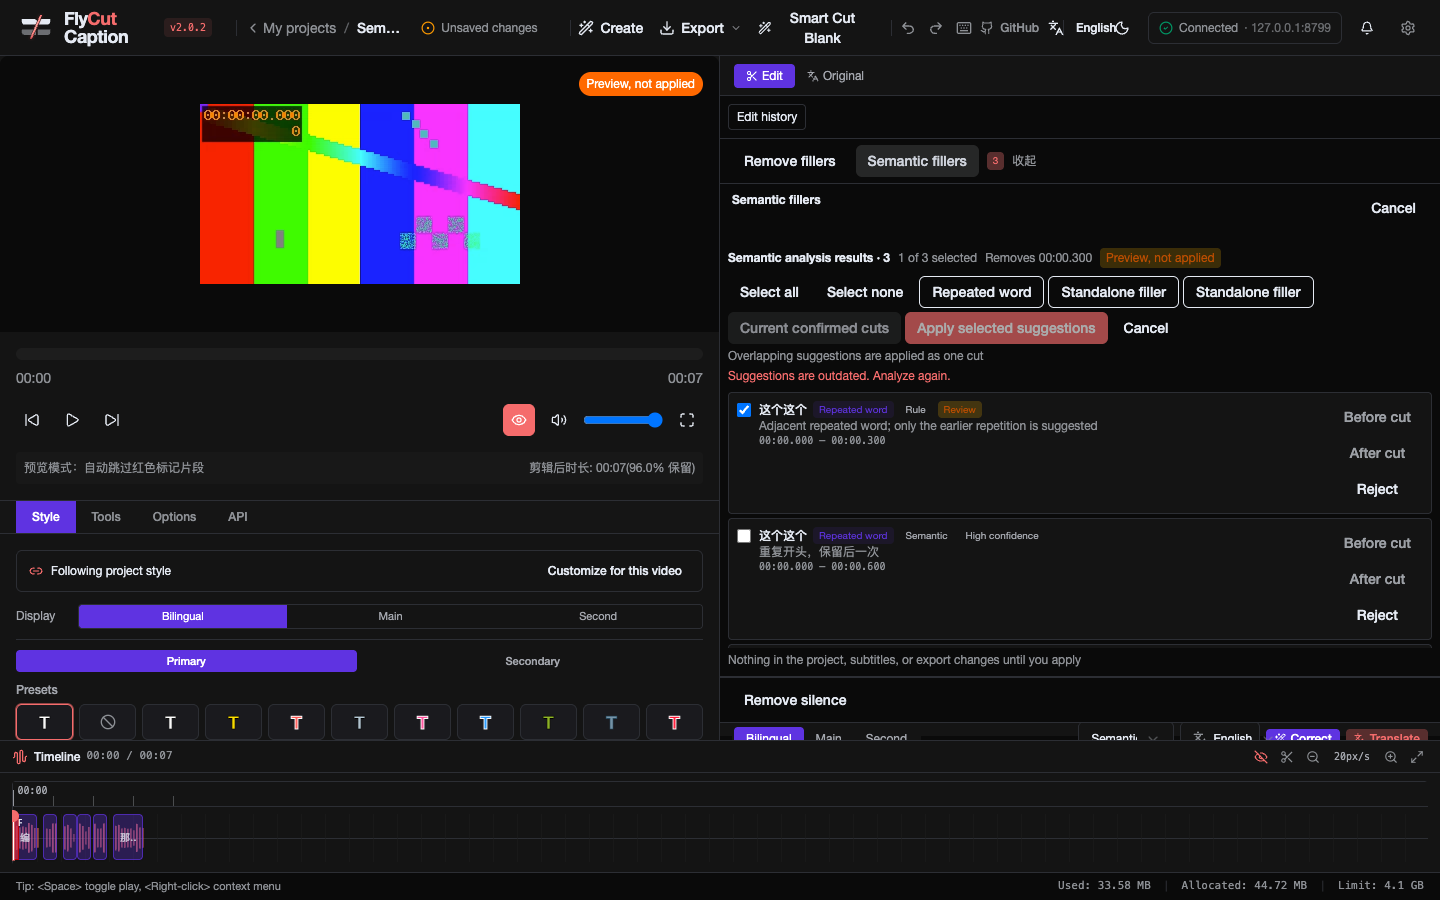 FlyCut Caption
v2.0.2
My projects / Sem...
Unsaved changes
Create
Export
Smart Cut Blank
GitHub
English
Connected · 127.0.0.1:8799
Preview, not applied
00:00:00.000
0
00:00
00:07
预览模式：自动跳过红色标记片段
剪辑后时长: 00:07(96.0% 保留)
Style
Tools
Options
API
Following project style
Customize for this video
Display
Bilingual
Main
Second
Primary
Secondary
Presets
Edit
Original
Edit history
Remove fillers
Semantic fillers
3
收起
Semantic fillers
Cancel
Semantic analysis results · 3
1 of 3 selected
Removes 00:00.300
Preview, not applied
Select all
Select none
Repeated word
Standalone filler
Standalone filler
Current confirmed cuts
Apply selected suggestions
Cancel
Overlapping suggestions are applied as one cut
Suggestions are outdated. Analyze again.
这个这个
Repeated word
Rule
Review
Adjacent repeated word; only the earlier repetition is suggested
00:00.000 – 00:00.300
Before cut
After cut
Reject
这个这个
Repeated word
Semantic
High confidence
重复开头，保留后一次
00:00.000 – 00:00.600
Before cut
After cut
Reject
Nothing in the project, subtitles, or export changes until you apply
Remove silence
Bilingual
Main
Second
Semantic
English
Correct
Translate
Timeline
00:00 / 00:07
20px/s
00:00
那...
Tip: <Space> toggle play, <Right-click> context menu
Used: 33.58 MB
Allocated: 44.72 MB
Limit: 4.1 GB